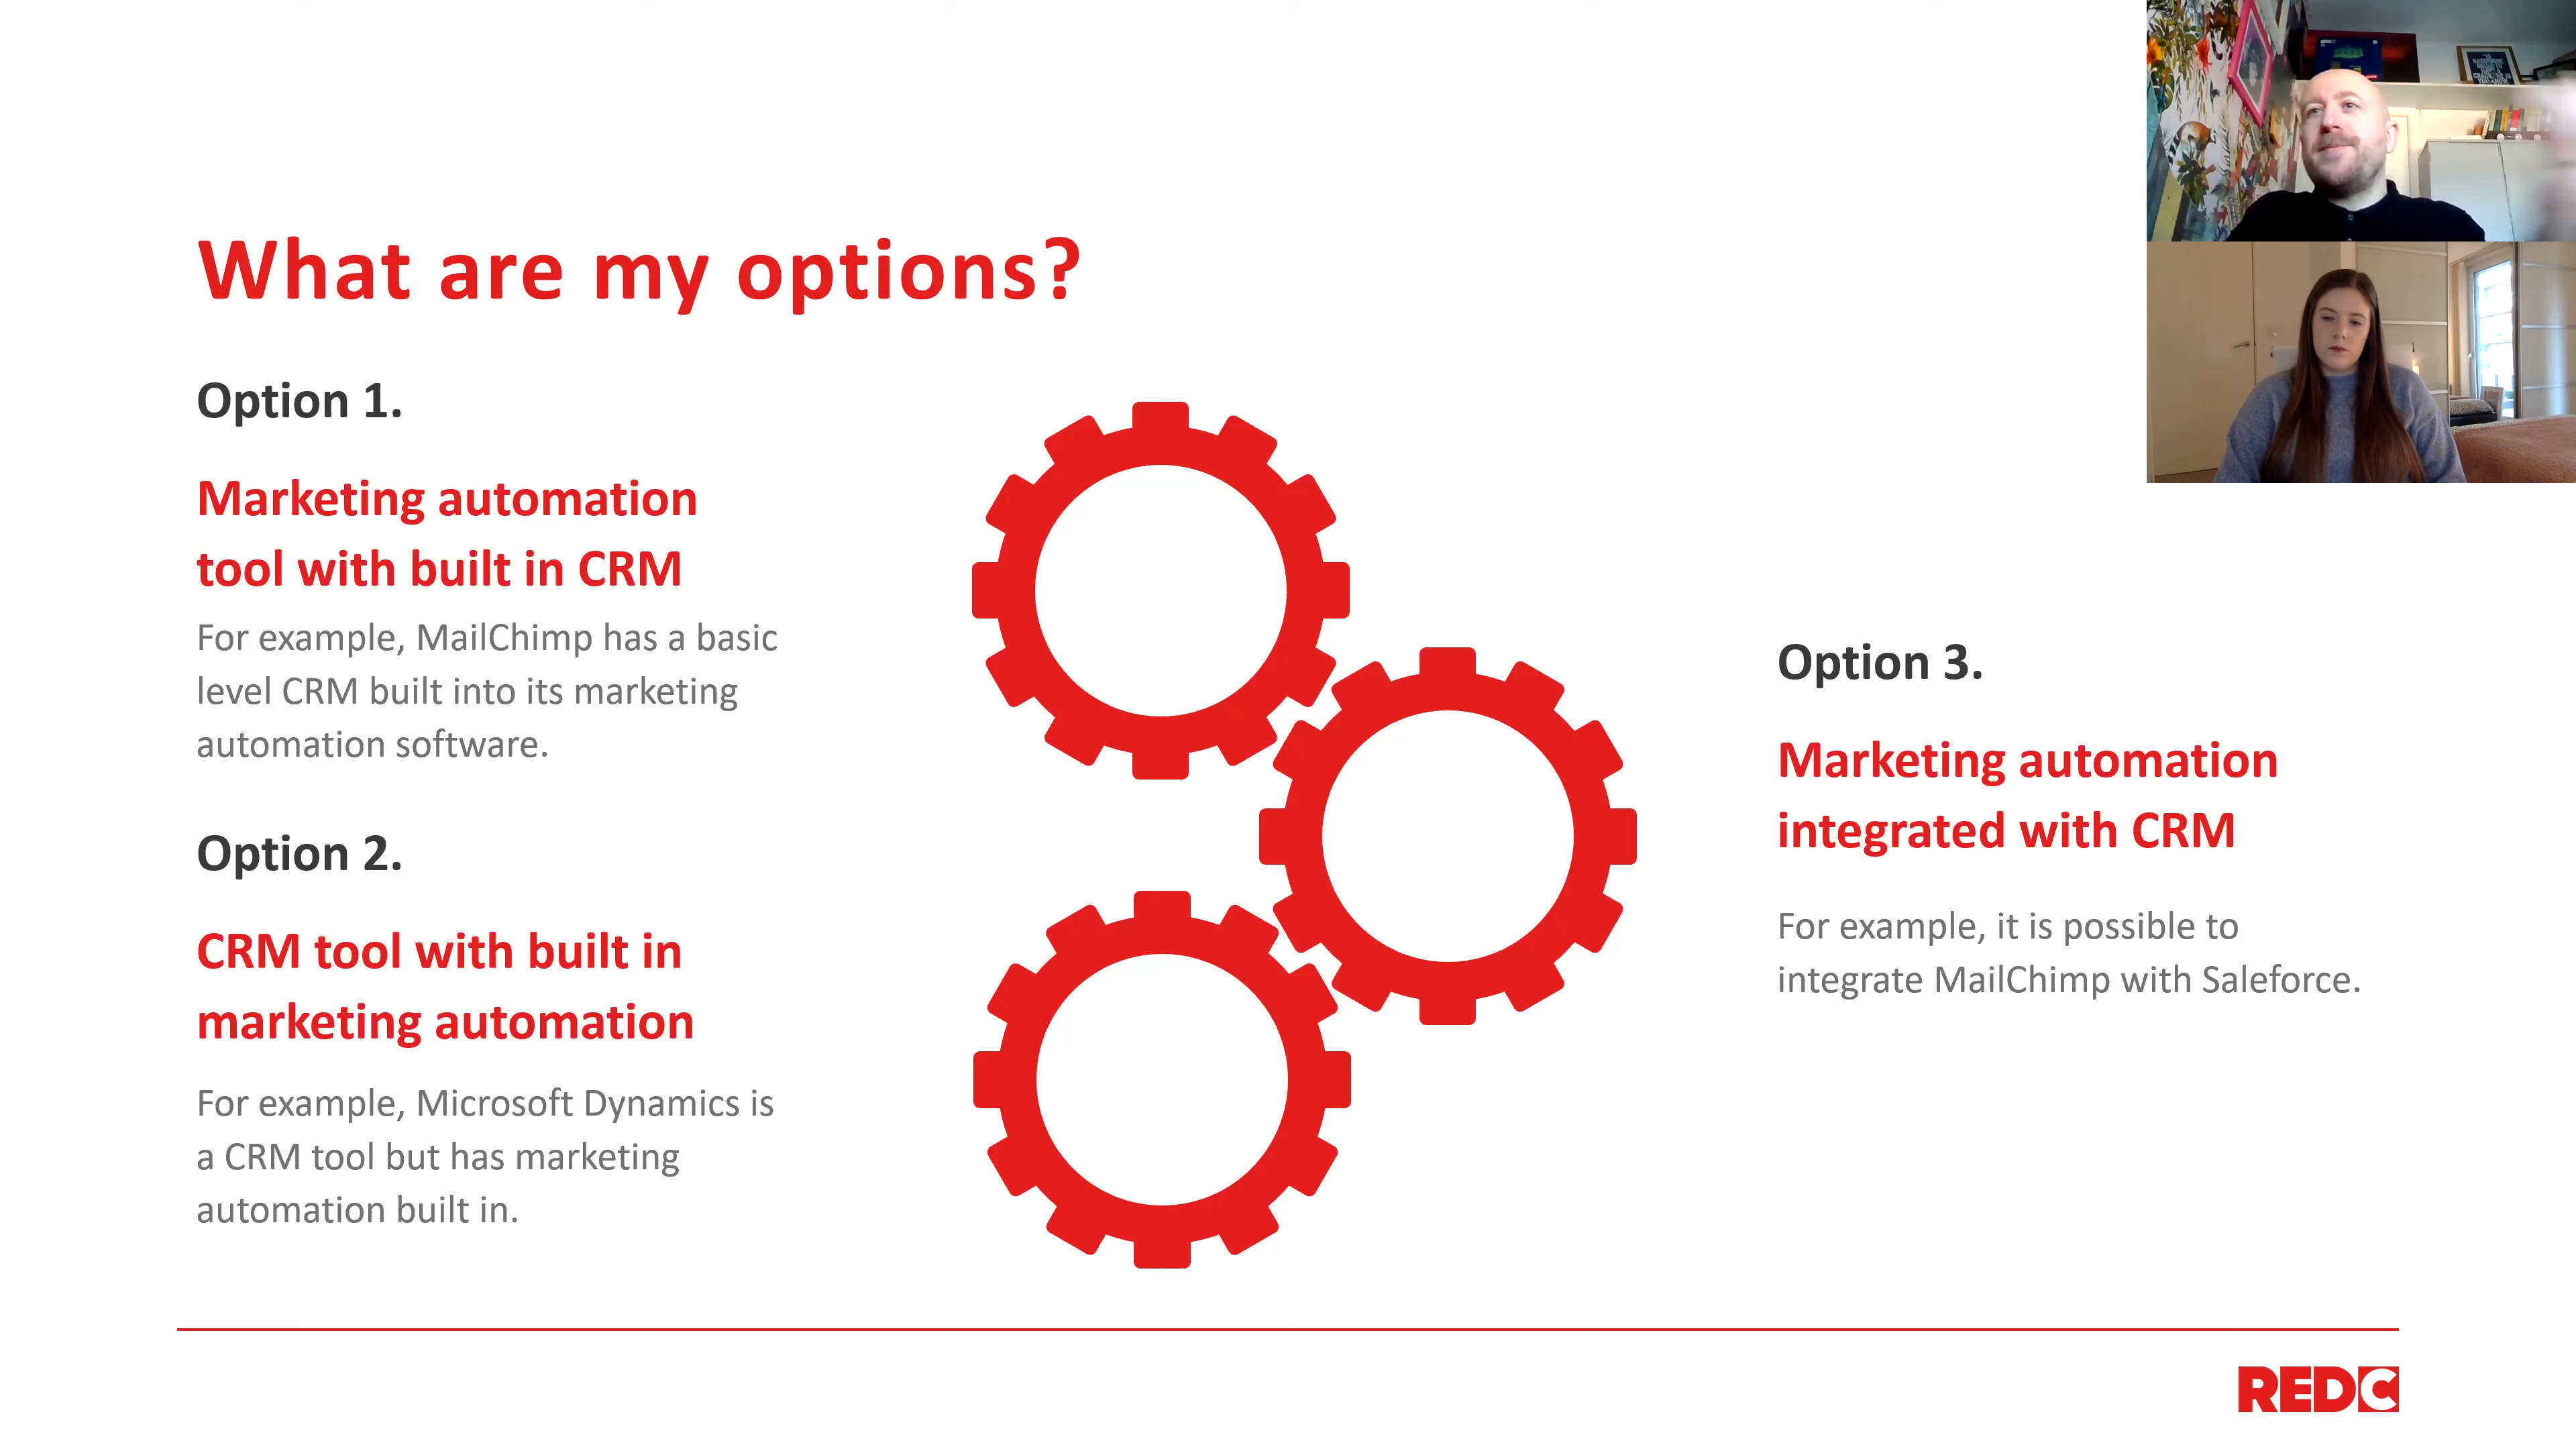 What are my options?
Option 1.
Marketing automation
tool with built in CRM
For example, MailChimp has a basic
level CRM built into its marketing
automation software.
Option 2.
CRM tool with built in
marketing automation
For example, Microsoft Dynamics is
a CRM tool but has marketing
automation built in.
Option 3.
Marketing automation
integrated with CRM
For example, it is possible to
integrate MailChimp with Saleforce.
REDC